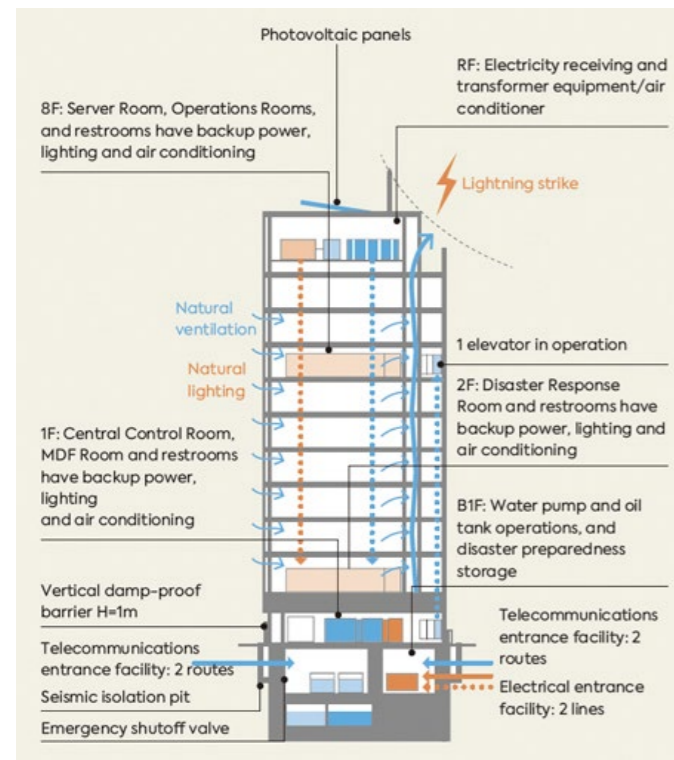 Photovoltaic panels
RF: Electricity receiving and
transformer equipment/air
conditioner
8F: Server Room, Operations Rooms,
and restrooms have backup power,
lighting and air conditioning
Lightning strike
Natural
ventilation
1 elevator in operation
Natural
lighting
2F: Disaster Response
Room and restrooms have
backup power, lighting and
air conditioning
1F: Central Control Room,
MDF Room and restrooms
have backup power,
lighting
and air conditioning
B1F: Water pump and oil
tank operations, and
disaster preparedness
storage
Vertical damp-proof
barrier H=1m
Telecommunications
entrance facility: 2
routes
Telecommunications
entrance facility: 2 routes
Electrical entrance
facility: 2 lines
Seismic isolation pit
Emergency shutoff valve